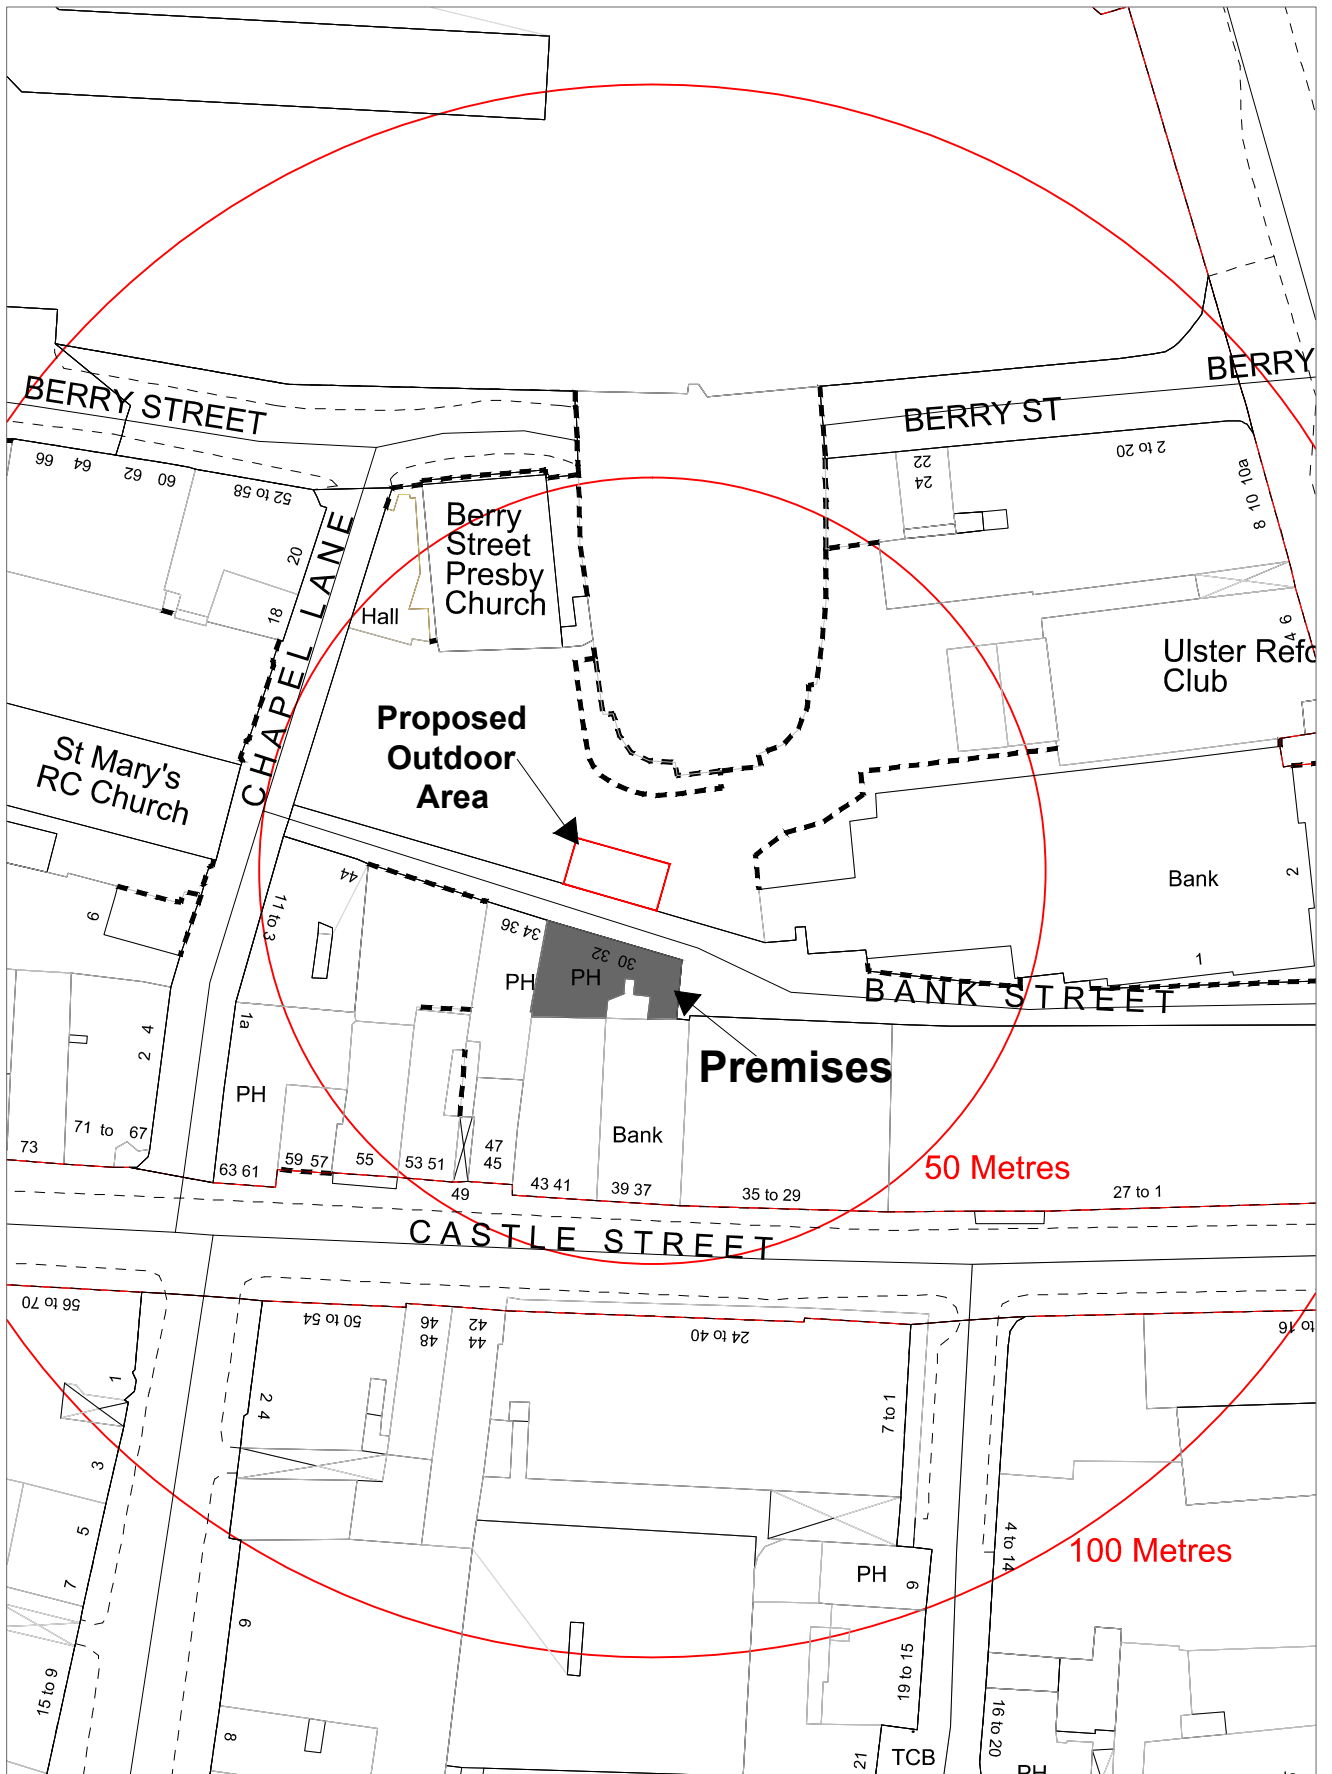 BERRY STREET
BERRY ST
BERRY
66
64
62
60
52 to 58
22
24
2 to 20
8 10 10a
20
18
CHAPEL LANE
Hall
Berry
Street
Presby
Church
4 6
Ulster Refo
Club
Proposed
Outdoor
Area
St Mary's
RC Church
6
44
11 to 3
34 36
PH
32 30
PH
Bank
2
1
BANK STREET
Premises
1a
PH
2 4
73
71 to 67
63 61
59 57
55
53 51
49
47
45
43 41
Bank
39 37
35 to 29
27 to 1
50 Metres
CASTLE STREET
56 to 70
50 to 54
46
48
42
44
24 to 40
to 16
1
3
5
7
15 to 9
2 4
6
8
7 to 1
PH
9
19 to 15
21
TCB
4 to 14
16 to 20
PH
100 Metres